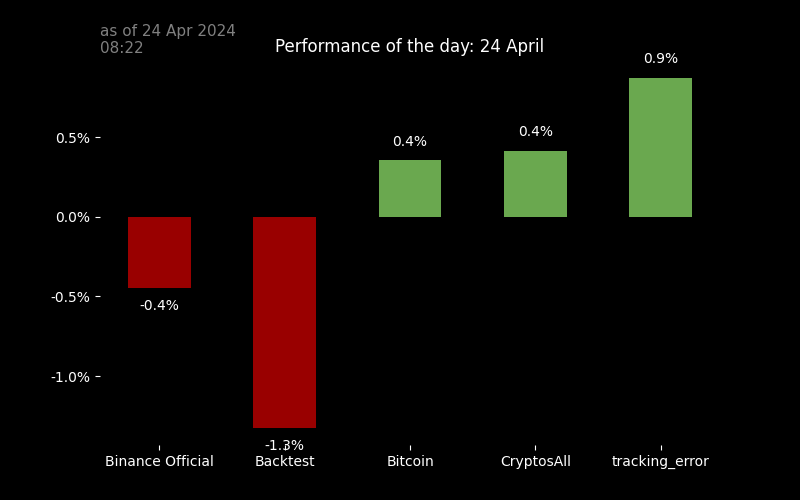 as of 24 Apr 2024
08:22
Performance of the day: 24 April
0.9%
0.4%
0.4%
0.5%
0.0%
-0.5%
-0.4%
-1.0%
-1.3%
Binance Official
Backtest
Bitcoin
CryptosAll
tracking_error